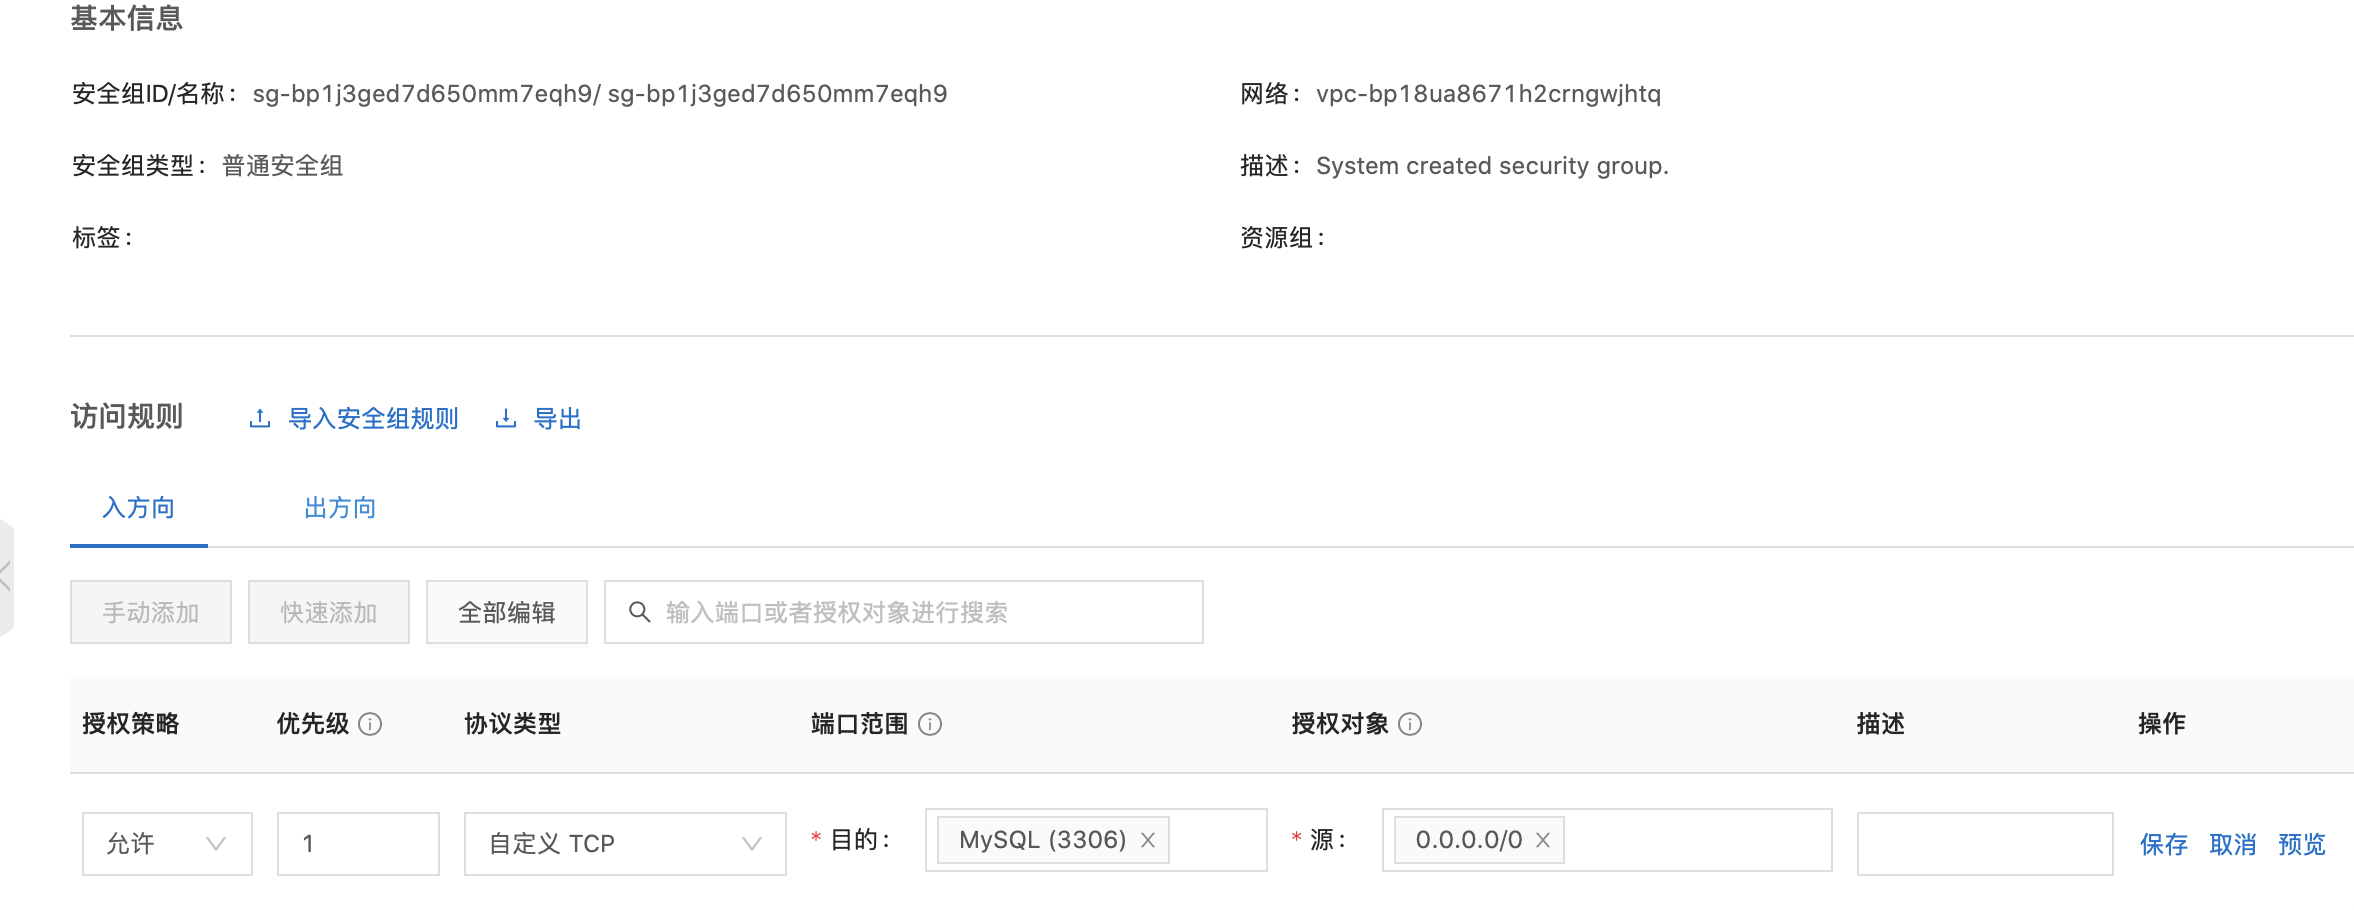 基本信息
安全组ID/名称： sg-bp1j3ged7d650mm7eqh9/ sg-bp1j3ged7d650mm7eqh9
网络： vpc-bp18ua8671h2crngwjhtq
安全组类型： 普通安全组
描述： System created security group.
标签：
资源组：
访问规则 导入安全组规则 导出
入方向 出方向
手动添加 快速添加 全部编辑 输入端口或者授权对象进行搜索
授权策略 优先级 协议类型 端口范围 授权对象 描述 操作
允许 1 自定义 TCP * 目的： MySQL (3306) * 源： 0.0.0.0/0 保存 取消 预览